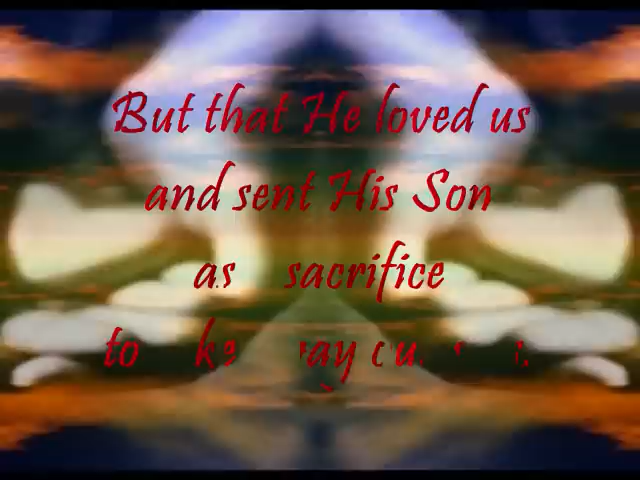 But that He loved us
and sent His Son
as sacrifice
to